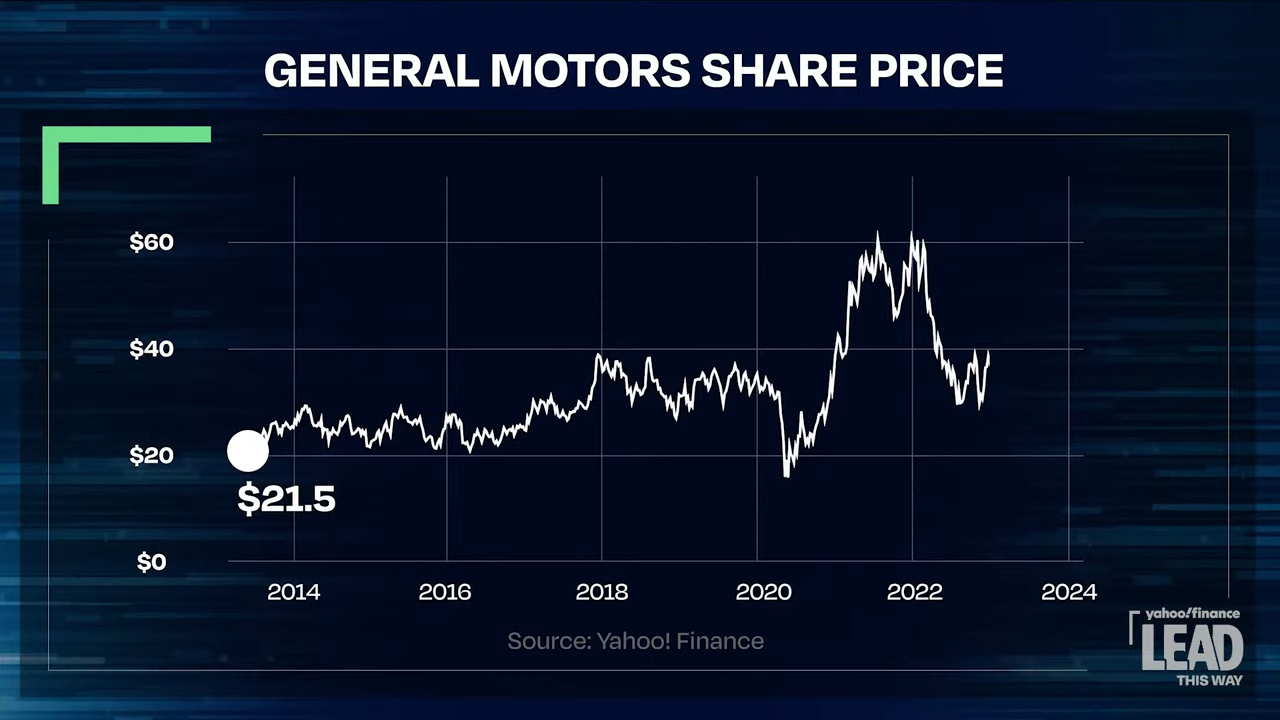 GENERAL MOTORS SHARE PRICE
$60
$40
$20
$21.5
$0
2014 2016 2018 2020 2022 2024
Source: Yahoo! Finance
yahoo!finance
LEAD
THIS WAY